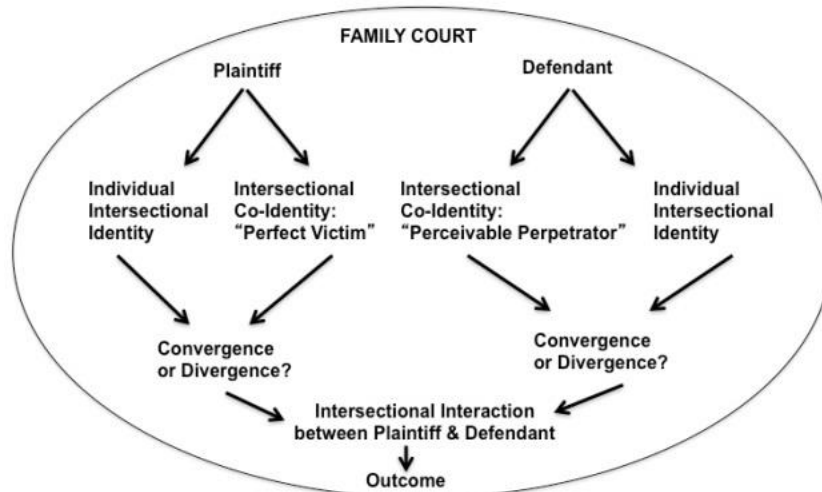 FAMILY COURT
Plaintiff
Defendant
Individual
Intersectional
Identity
Intersectional
Co-Identity:
“Perfect Victim”
Intersectional
Co-Identity:
“Perceivable Perpetrator”
Individual
Intersectional
Identity
Convergence
or Divergence?
Convergence
or Divergence?
Intersectional Interaction
between Plaintiff & Defendant
Outcome